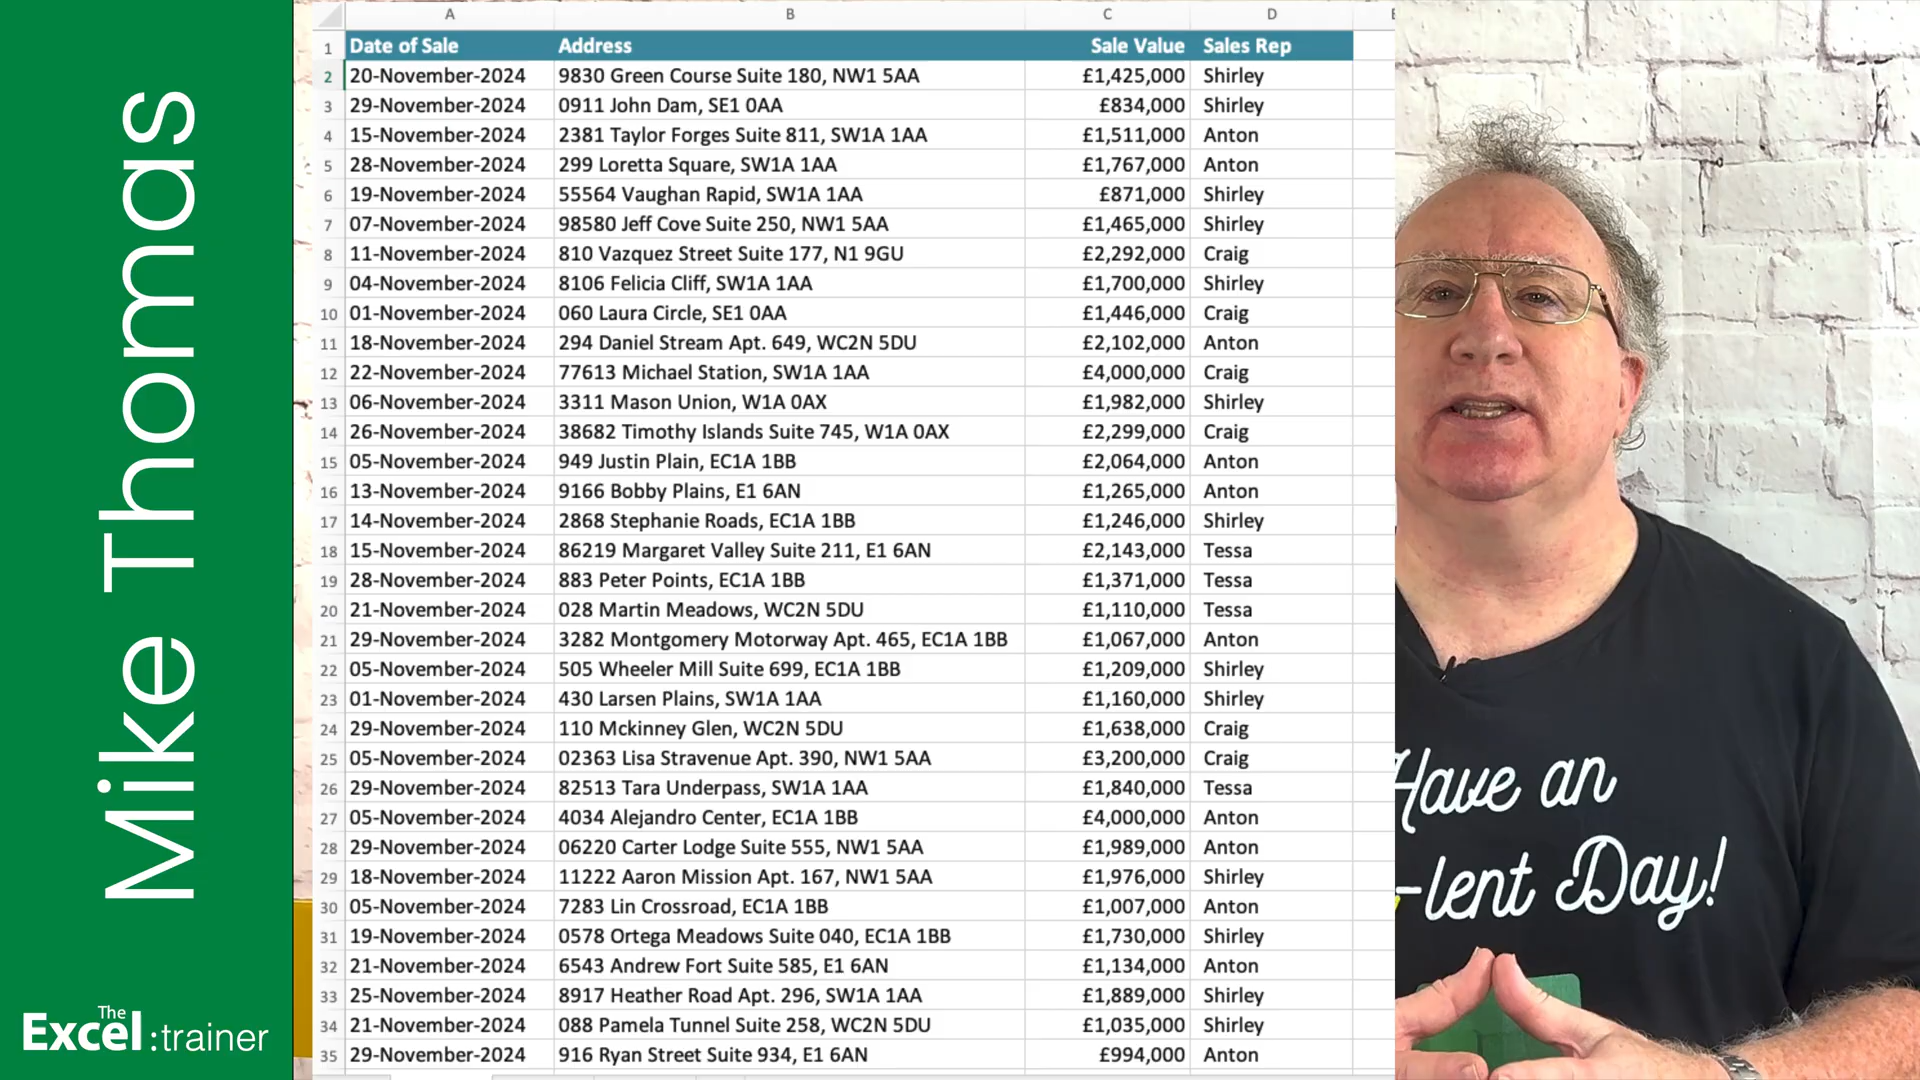 Mike Thomas
The
Excel:trainer
A B C D
1 Date of Sale Address Sale Value Sales Rep
2 20-November-2024 9830 Green Course Suite 180, NW1 5AA £1,425,000 Shirley
3 29-November-2024 0911 John Dam, SE1 0AA £834,000 Shirley
4 15-November-2024 2381 Taylor Forges Suite 811, SW1A 1AA £1,511,000 Anton
5 28-November-2024 299 Loretta Square, SW1A 1AA £1,767,000 Anton
6 19-November-2024 55564 Vaughan Rapid, SW1A 1AA £871,000 Shirley
7 07-November-2024 98580 Jeff Cove Suite 250, NW1 5AA £1,465,000 Shirley
8 11-November-2024 810 Vazquez Street Suite 177, N1 9GU £2,292,000 Craig
9 04-November-2024 8106 Felicia Cliff, SW1A 1AA £1,700,000 Shirley
10 01-November-2024 060 Laura Circle, SE1 0AA £1,446,000 Craig
11 18-November-2024 294 Daniel Stream Apt. 649, WC2N 5DU £2,102,000 Anton
12 22-November-2024 77613 Michael Station, SW1A 1AA £4,000,000 Craig
13 06-November-2024 3311 Mason Union, W1A 0AX £1,982,000 Shirley
14 26-November-2024 38682 Timothy Islands Suite 745, W1A 0AX £2,299,000 Craig
15 05-November-2024 949 Justin Plain, EC1A 1BB £2,064,000 Anton
16 13-November-2024 9166 Bobby Plains, E1 6AN £1,265,000 Anton
17 14-November-2024 2868 Stephanie Roads, EC1A 1BB £1,246,000 Shirley
18 15-November-2024 86219 Margaret Valley Suite 211, E1 6AN £2,143,000 Tessa
19 28-November-2024 883 Peter Points, EC1A 1BB £1,371,000 Tessa
20 21-November-2024 028 Martin Meadows, WC2N 5DU £1,110,000 Tessa
21 29-November-2024 3282 Montgomery Motorway Apt. 465, EC1A 1BB £1,067,000 Anton
22 05-November-2024 505 Wheeler Mill Suite 699, EC1A 1BB £1,209,000 Shirley
23 01-November-2024 430 Larsen Plains, SW1A 1AA £1,160,000 Shirley
24 29-November-2024 110 Mckinney Glen, WC2N 5DU £1,638,000 Craig
25 05-November-2024 02363 Lisa Stravenue Apt. 390, NW1 5AA £3,200,000 Craig
26 29-November-2024 82513 Tara Underpass, SW1A 1AA £1,840,000 Tessa
27 05-November-2024 4034 Alejandro Center, EC1A 1BB £4,000,000 Anton
28 29-November-2024 06220 Carter Lodge Suite 555, NW1 5AA £1,989,000 Anton
29 18-November-2024 11222 Aaron Mission Apt. 167, NW1 5AA £1,976,000 Shirley
30 05-November-2024 7283 Lin Crossroad, EC1A 1BB £1,007,000 Anton
31 19-November-2024 0578 Ortega Meadows Suite 040, EC1A 1BB £1,730,000 Shirley
32 21-November-2024 6543 Andrew Fort Suite 585, E1 6AN £1,134,000 Anton
33 25-November-2024 8917 Heather Road Apt. 296, SW1A 1AA £1,889,000 Shirley
34 21-November-2024 088 Pamela Tunnel Suite 258, WC2N 5DU £1,035,000 Shirley
35 29-November-2024 916 Ryan Street Suite 934, E1 6AN £994,000 Anton
Have an
-lent Day!